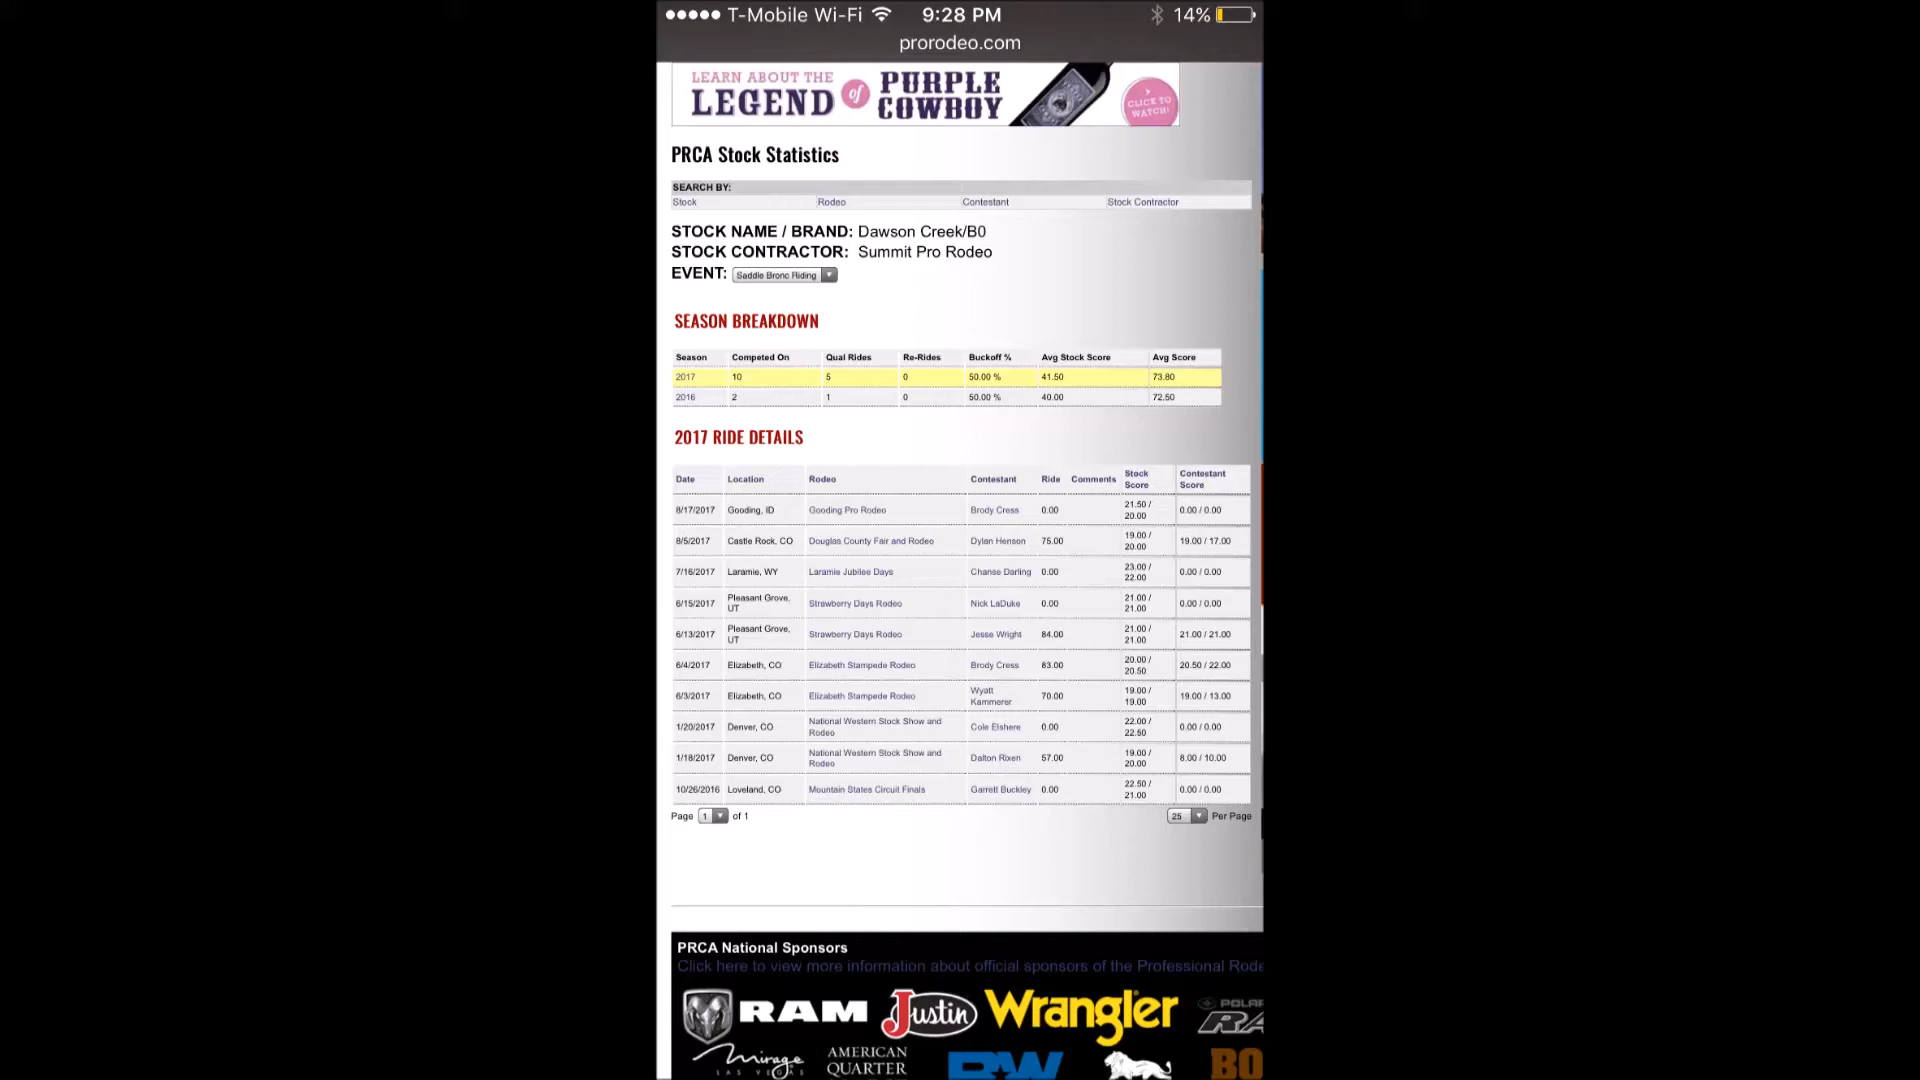 T-Mobile Wi-Fi 9:28 PM 14%
prorodeo.com
LEARN ABOUT THE
LEGEND of PURPLE COWBOY
CLICK TO WATCH!
PRCA Stock Statistics
SEARCH BY:
Stock Rodeo Contestant Stock Contractor
STOCK NAME / BRAND: Dawson Creek/B0
STOCK CONTRACTOR: Summit Pro Rodeo
EVENT: Saddle Bronc Riding
SEASON BREAKDOWN
Season Competed On Qual Rides Re-Rides Buckoff % Avg Stock Score Avg Score
2017 10 5 0 50.00 % 41.50 73.80
2016 2 1 0 50.00 % 40.00 72.50
2017 RIDE DETAILS
Date Location Rodeo Contestant Ride Comments Stock Score Contestant Score
8/17/2017 Gooding, ID Gooding Pro Rodeo Brody Cress 0.00 21.50 / 20.00 0.00 / 0.00
8/5/2017 Castle Rock, CO Douglas County Fair and Rodeo Dylan Henson 75.00 19.00 / 20.00 19.00 / 17.00
7/16/2017 Laramie, WY Laramie Jubilee Days Chanse Darling 0.00 23.00 / 22.00 0.00 / 0.00
6/15/2017 Pleasant Grove, UT Strawberry Days Rodeo Nick LaDuke 0.00 21.00 / 21.00 0.00 / 0.00
6/13/2017 Pleasant Grove, UT Strawberry Days Rodeo Jesse Wright 84.00 21.00 / 21.00 21.00 / 21.00
6/4/2017 Elizabeth, CO Elizabeth Stampede Rodeo Brody Cress 83.00 20.00 / 20.50 20.50 / 22.00
6/3/2017 Elizabeth, CO Elizabeth Stampede Rodeo Wyatt Kammerer 70.00 19.00 / 19.00 19.00 / 13.00
1/20/2017 Denver, CO National Western Stock Show and Rodeo Cole Elshere 0.00 22.00 / 22.50 0.00 / 0.00
1/18/2017 Denver, CO National Western Stock Show and Rodeo Dalton Rixen 57.00 19.00 / 20.00 8.00 / 10.00
10/26/2016 Loveland, CO Mountain States Circuit Finals Garrett Buckley 0.00 22.50 / 21.00 0.00 / 0.00
Page 1 of 1 25 Per Page
PRCA National Sponsors
Click here to view more information about official sponsors of the Professional Rode
RAM Justin Wrangler POLAR RA
Mirage LAS VEGAS AMERICAN QUARTER BO